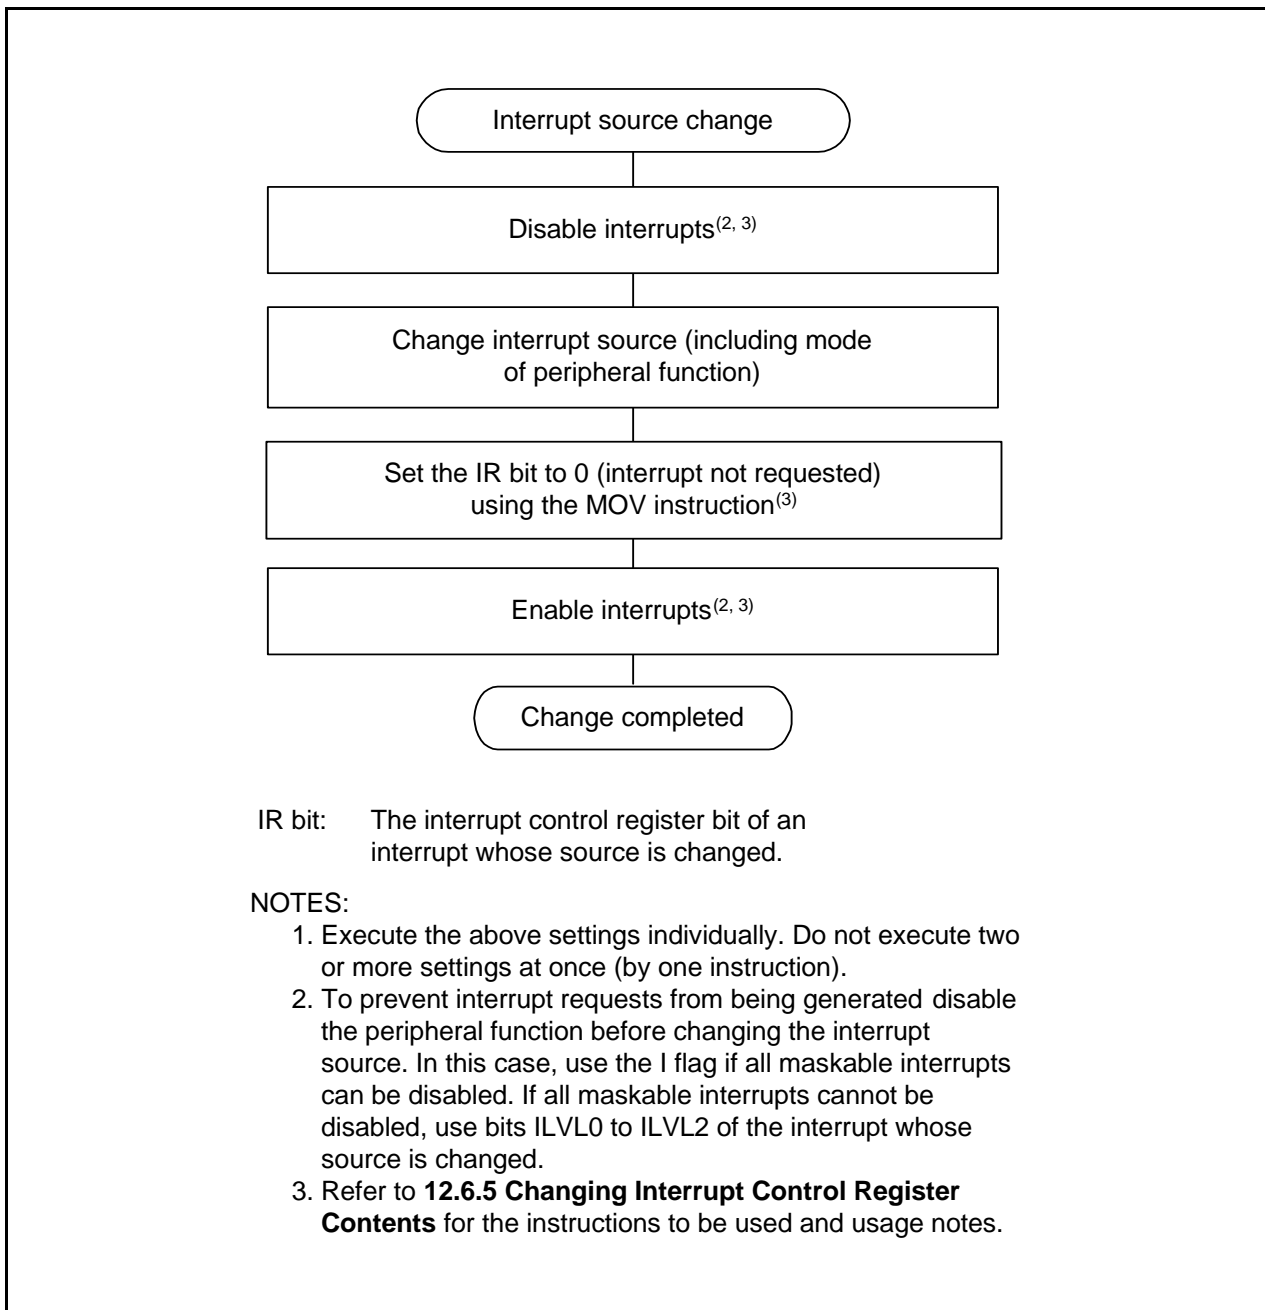 Interrupt source change
Disable interrupts(2, 3)
Change interrupt source (including mode
of peripheral function)
Set the IR bit to 0 (interrupt not requested)
using the MOV instruction(3)
Enable interrupts(2, 3)
Change completed
IR bit: The interrupt control register bit of an
interrupt whose source is changed.
NOTES:
1. Execute the above settings individually. Do not execute two
or more settings at once (by one instruction).
2. To prevent interrupt requests from being generated disable
the peripheral function before changing the interrupt
source. In this case, use the I flag if all maskable interrupts
can be disabled. If all maskable interrupts cannot be
disabled, use bits ILVL0 to ILVL2 of the interrupt whose
source is changed.
3. Refer to 12.6.5 Changing Interrupt Control Register
Contents for the instructions to be used and usage notes.